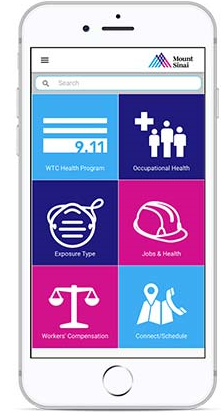 Mount
Sinai
Search
9.11
WTC Health Program
Occupational Health
Exposure Type
Jobs & Health
Workers' Compensation
Connect/Schedule